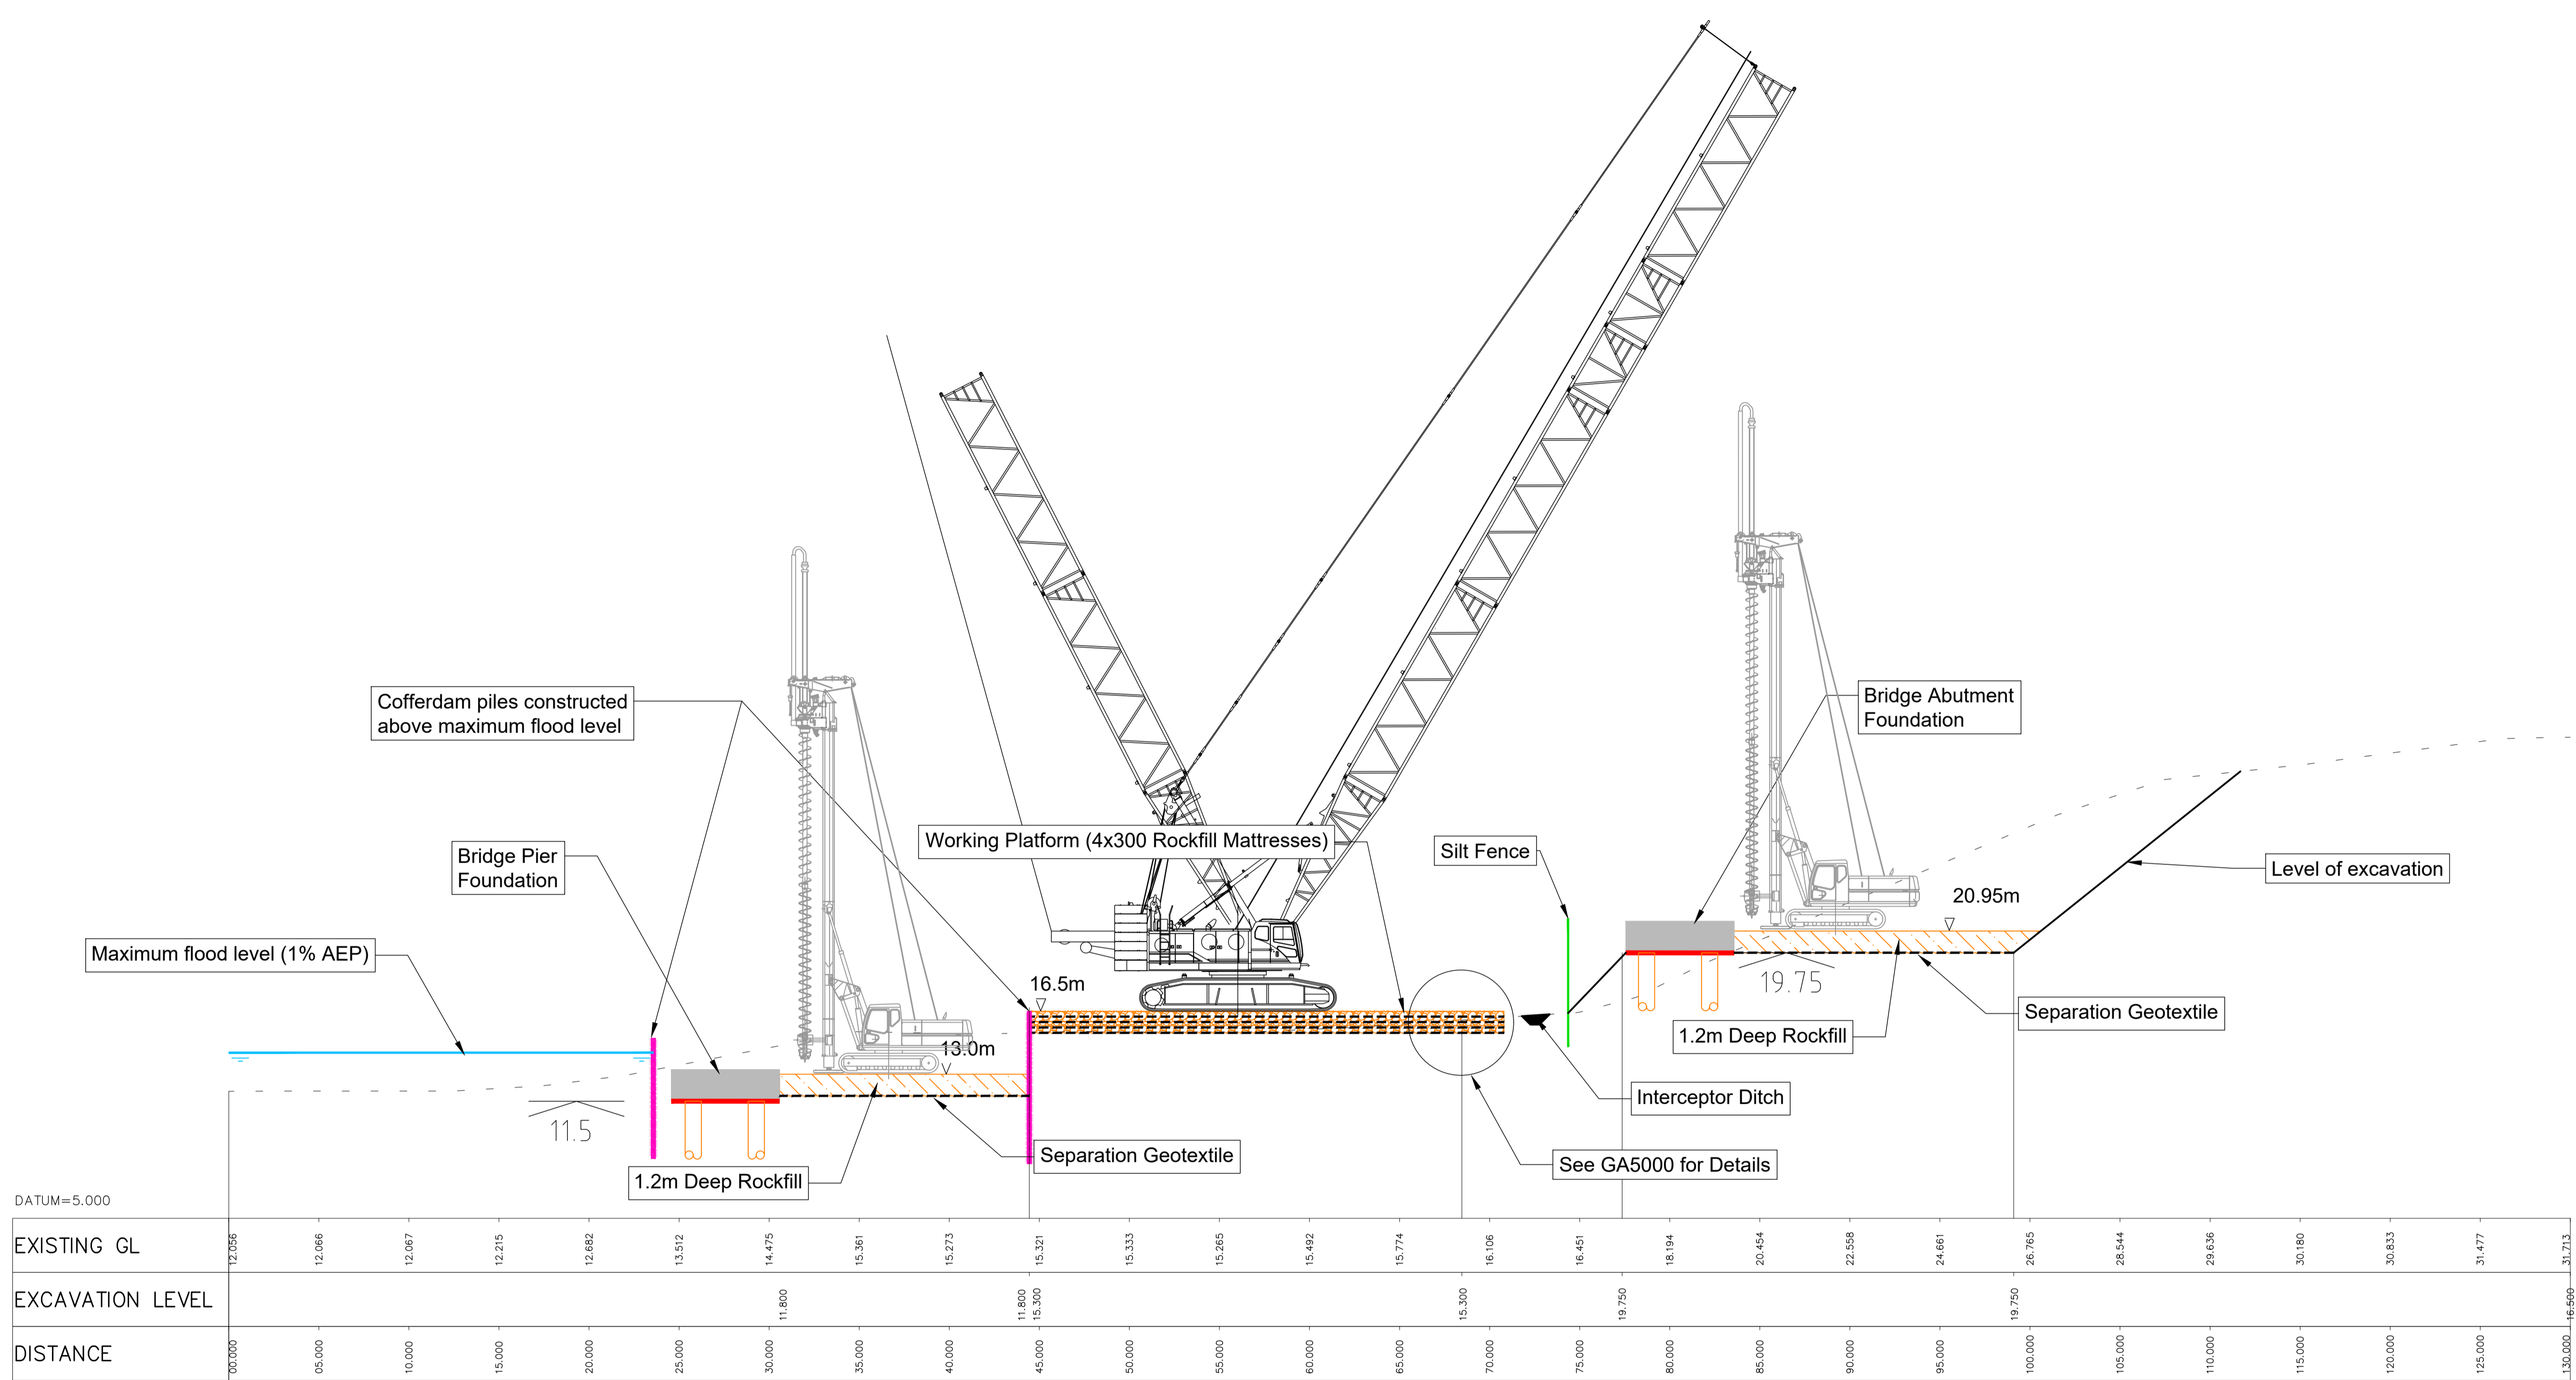 Cofferdam piles constructed
above maximum flood level
Bridge Abutment
Foundation
Working Platform (4x300 Rockfill Mattresses)
Silt Fence
Bridge Pier
Foundation
Level of excavation
20.95m
Maximum flood level (1% AEP)
16.5m
19.75
Separation Geotextile
1.2m Deep Rockfill
13.0m
Interceptor Ditch
11.5
Separation Geotextile
See GA5000 for Details
1.2m Deep Rockfill
DATUM=5.000
EXISTING GL 12.056 12.066 12.067 12.215 12.682 13.512 14.475 15.361 15.273 15.321 15.333 15.265 15.492 15.774 16.106 16.451 18.194 20.454 22.558 24.661 26.765 28.544 29.636 30.180 30.833 31.477 31.713
EXCAVATION LEVEL 11.800 11.800 15.300 15.300 19.750 19.750 16.500
DISTANCE 00.000 05.000 10.000 15.000 20.000 25.000 30.000 35.000 40.000 45.000 50.000 55.000 60.000 65.000 70.000 75.000 80.000 85.000 90.000 95.000 100.000 105.000 110.000 115.000 120.000 125.000 130.000